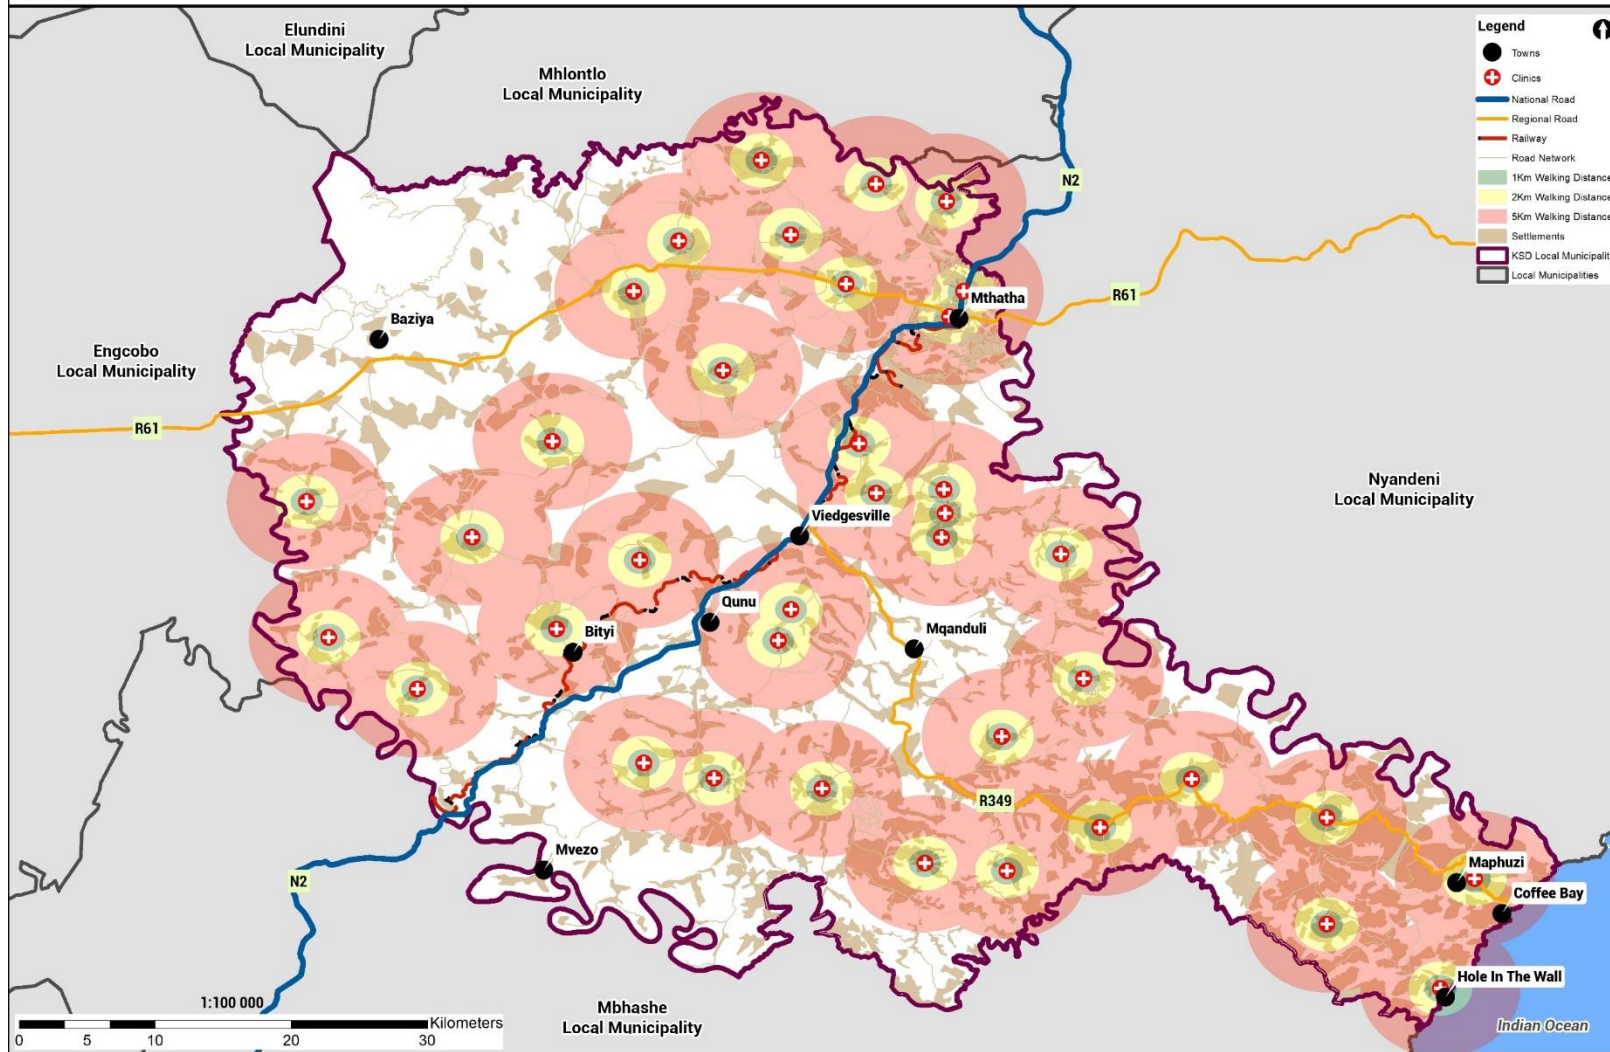 Elundini
Local Municipality
Mhlontlo
Local Municipality
Legend
Towns
Clinics
National Road
Regional Road
Railway
Road Network
1Km Walking Distance
2Km Walking Distance
5Km Walking Distance
Settlements
KSD Local Municipalit
Local Municipalities
N2
Mthatha
R61
Baziya
Engcobo
Local Municipality
R61
Nyandeni
Local Municipality
Viedgesville
Qunu
Bityi
Mqanduli
R349
Mvezo
Maphuzi
N2
Coffee Bay
Hole In The Wall
1:100 000
Mbhashe
Local Municipality
Kilometers
0 5 10 20 30
Indian Ocean